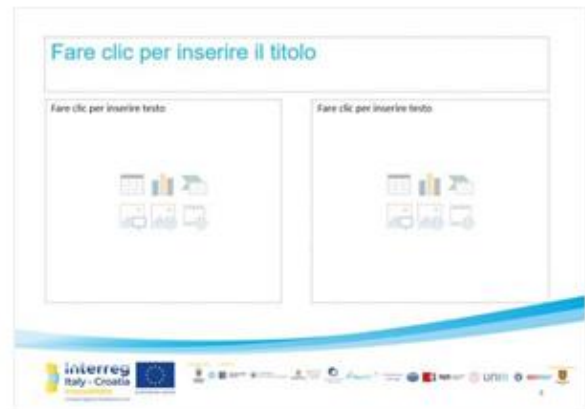 Fare clic per inserire il titolo
Fare clic per inserire testo
Fare clic per inserire testo
interreg
Italy - Croatia